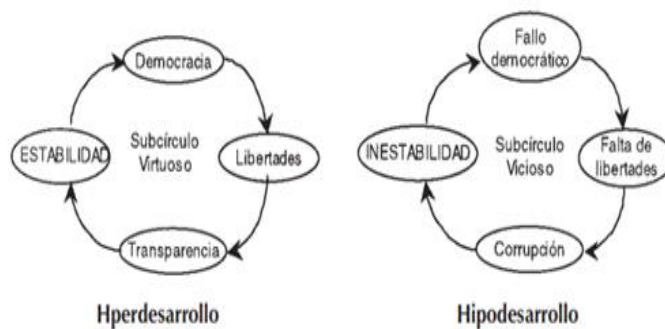 Democracia
ESTABILIDAD
Subcírculo
Virtuoso
Libertades
Transparencia
Hperdesarrollo
Fallo
democrático
INESTABILIDAD
Subcírculo
Vicioso
Falta de
libertades
Corrupción
Hipodesarrollo